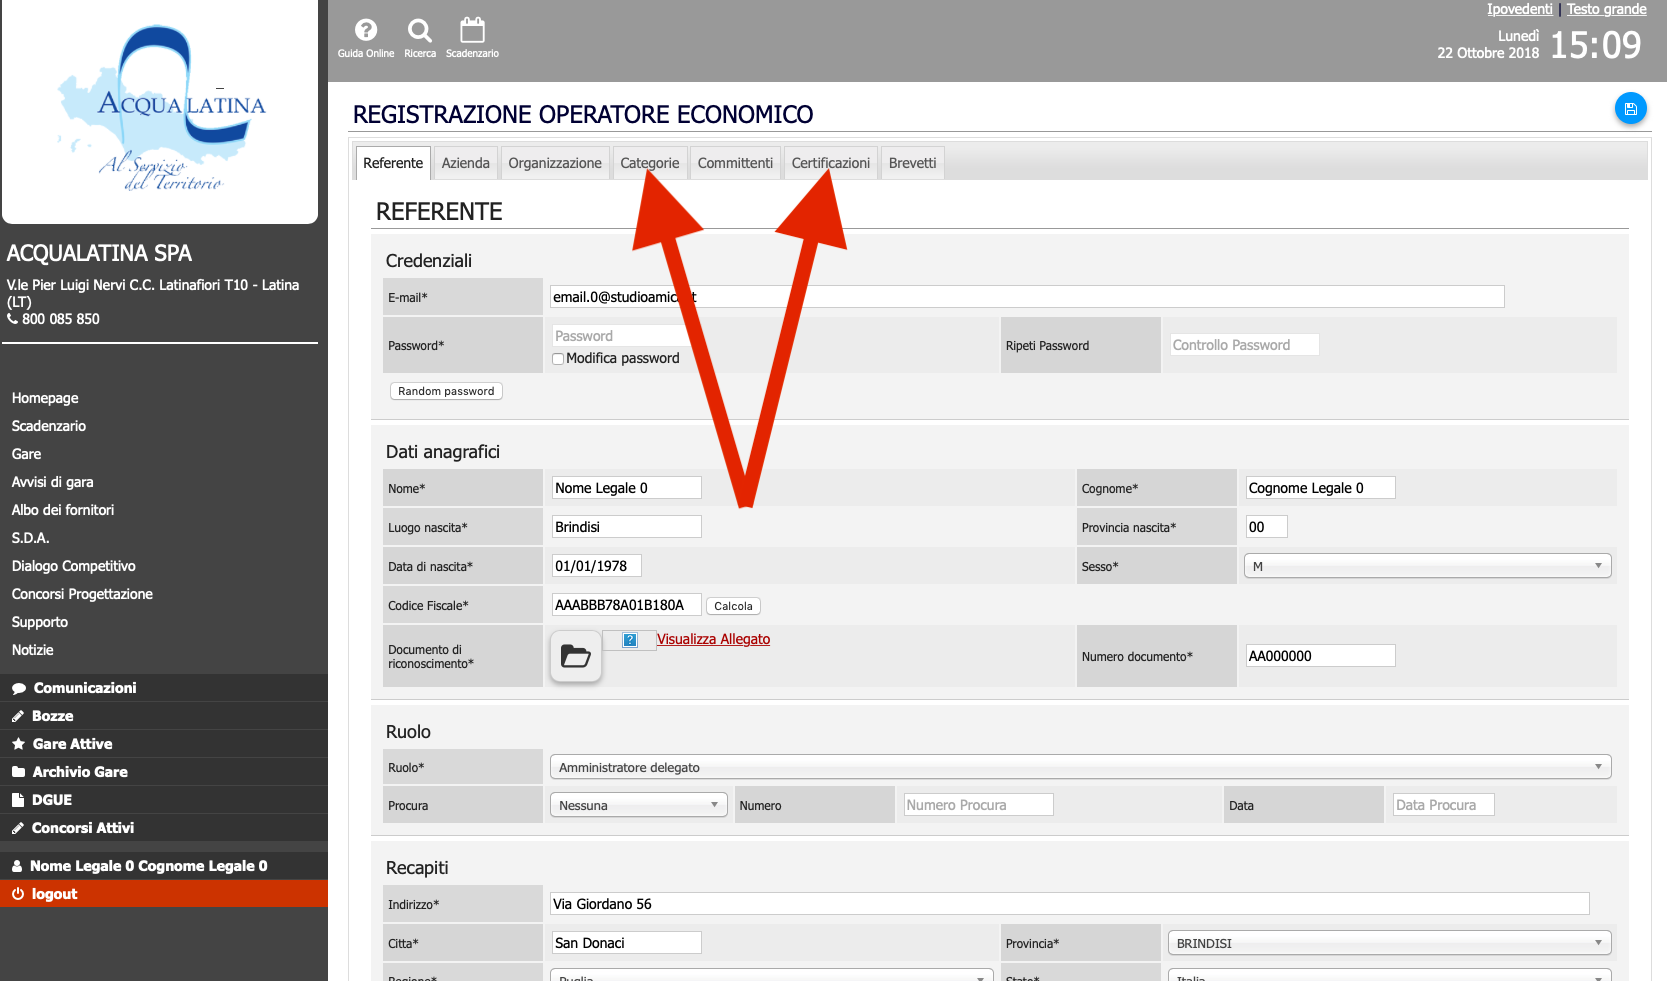 ACQUALATINA
Al Servizio
del Territorio
ACQUALATINA SPA
V.le Pier Luigi Nervi C.C. Latinafiori T10 - Latina
(LT)
800 085 850
Homepage
Scadenzario
Gare
Avvisi di gara
Albo dei fornitori
S.D.A.
Dialogo Competitivo
Concorsi Progettazione
Supporto
Notizie
Comunicazioni
Bozze
Gare Attive
Archivio Gare
DGUE
Concorsi Attivi
Nome Legale 0 Cognome Legale 0
logout
Guida Online Ricerca Scadenzario
Ipovedenti | Testo grande
Lunedì
22 Ottobre 2018
15:09
REGISTRAZIONE OPERATORE ECONOMICO
Referente Azienda Organizzazione Categorie Committenti Certificazioni Brevetti
REFERENTE
Credenziali
E-mail* email.0@studioamica.it
Password* Password Ripeti Password Controllo Password
Modifica password
Random password
Dati anagrafici
Nome* Nome Legale 0 Cognome* Cognome Legale 0
Luogo nascita* Brindisi Provincia nascita* 00
Data di nascita* 01/01/1978 Sesso* M
Codice Fiscale* AAABBB78A01B180A Calcola
Documento di
riconoscimento* ? Visualizza Allegato Numero documento* AA000000
Ruolo
Ruolo* Amministratore delegato
Procura Nessuna Numero Numero Procura Data Data Procura
Recapiti
Indirizzo* Via Giordano 56
Citta* San Donaci Provincia* BRINDISI
Regione* Puglia Stato* Italia